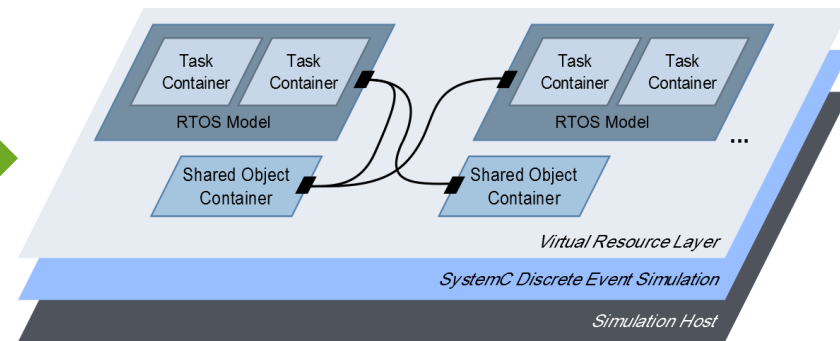 Task
Container
Task
Container
RTOS Model
Task
Container
Task
Container
RTOS Model
...
Shared Object
Container
Shared Object
Container
Virtual Resource Layer
SystemC Discrete Event Simulation
Simulation Host